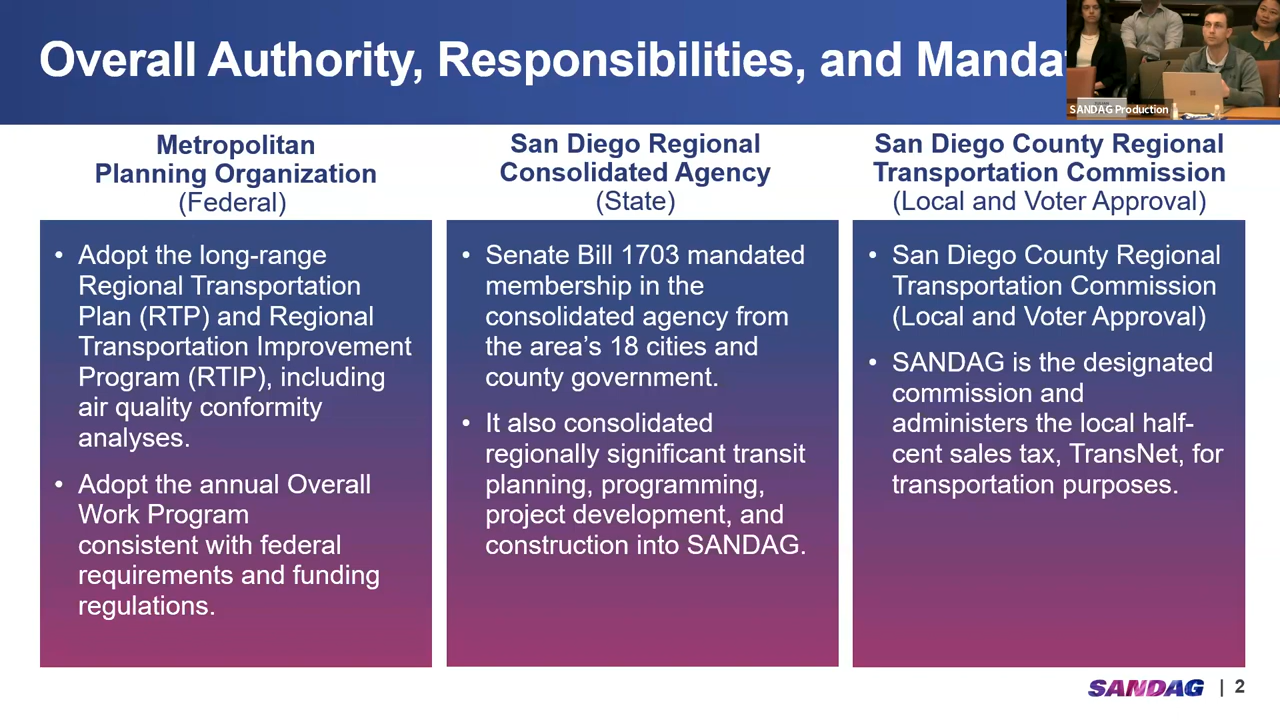 Overall Authority, Responsibilities, and Manda
SANDAG Production
Metropolitan
Planning Organization
(Federal)
• Adopt the long-range
Regional Transportation
Plan (RTP) and Regional
Transportation Improvement
Program (RTIP), including
air quality conformity
analyses.
• Adopt the annual Overall
Work Program
consistent with federal
requirements and funding
regulations.
San Diego Regional
Consolidated Agency
(State)
• Senate Bill 1703 mandated
membership in the
consolidated agency from
the area’s 18 cities and
county government.
• It also consolidated
regionally significant transit
planning, programming,
project development, and
construction into SANDAG.
San Diego County Regional
Transportation Commission
(Local and Voter Approval)
• San Diego County Regional
Transportation Commission
(Local and Voter Approval)
• SANDAG is the designated
commission and
administers the local half-
cent sales tax, TransNet, for
transportation purposes.
SANDAG | 2